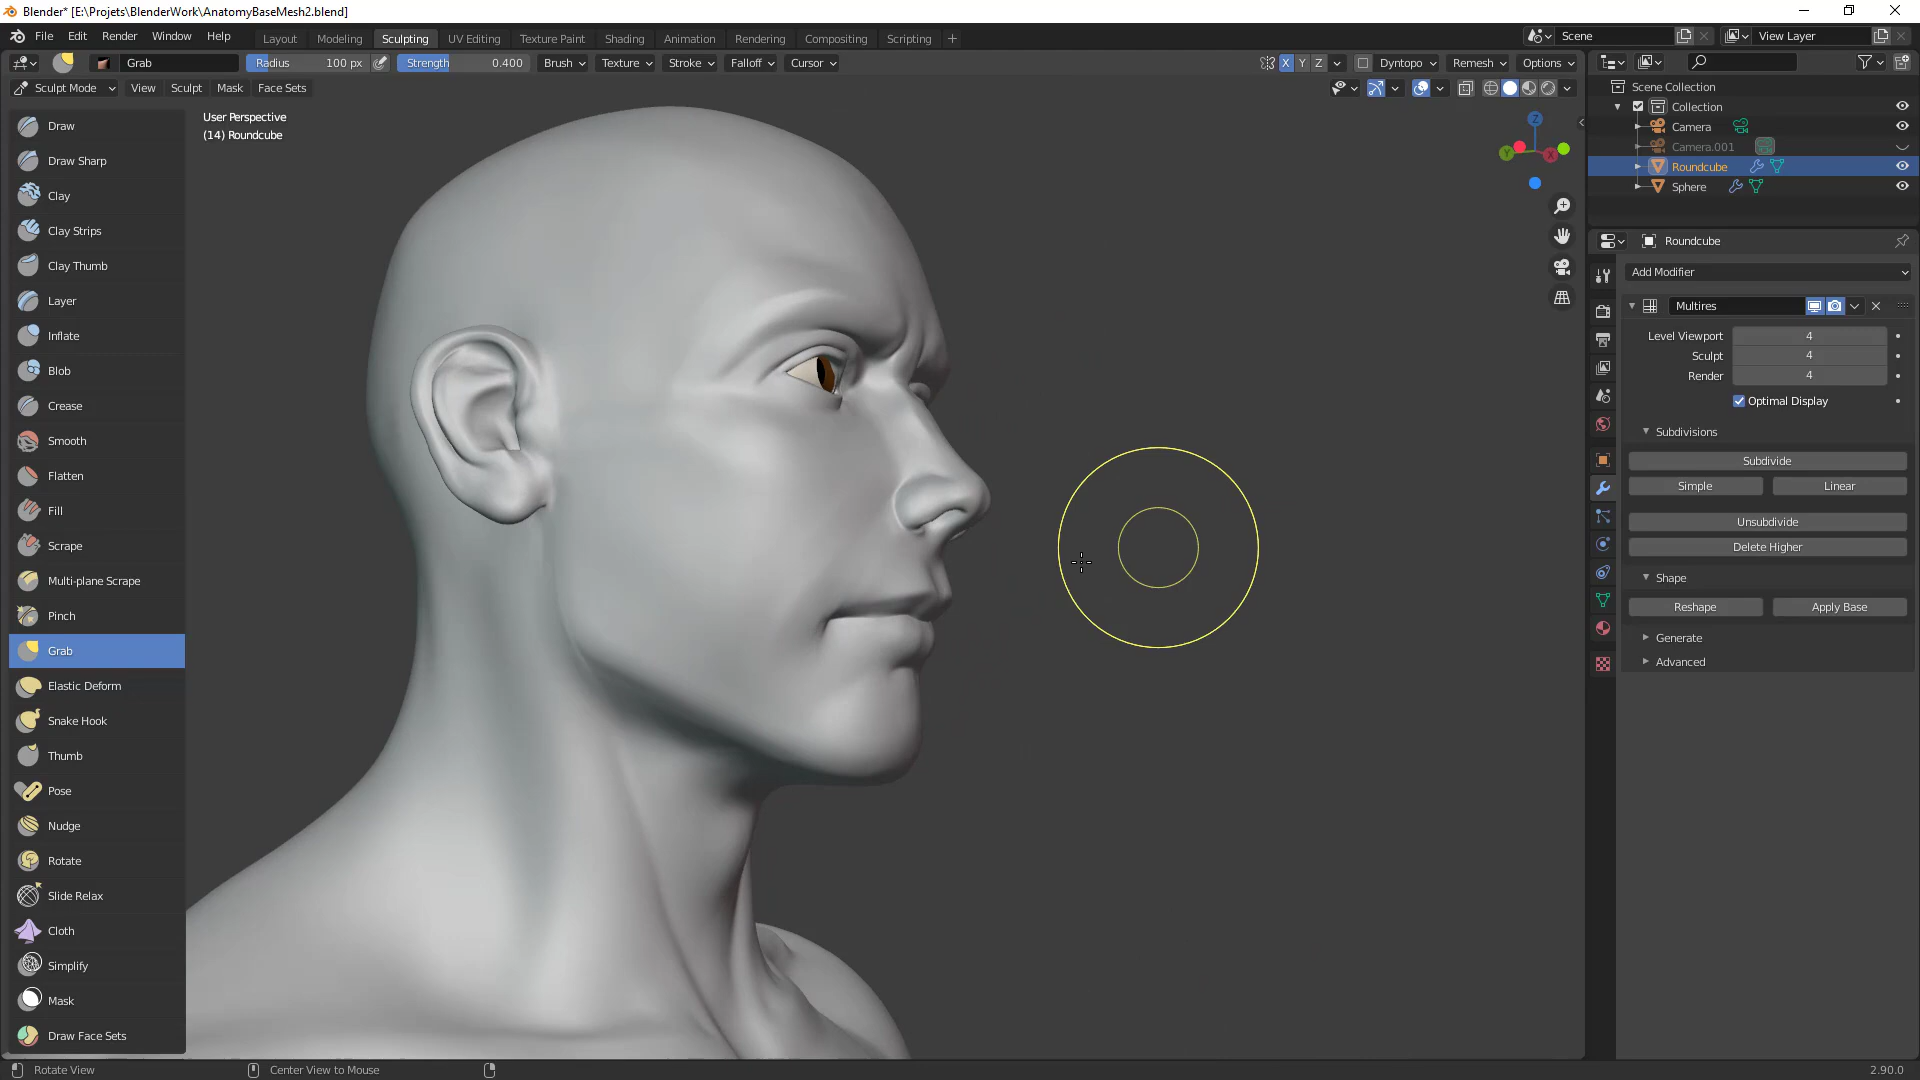 Blender* [E:\Projets\BlenderWork\AnatomyBaseMesh2.blend]
File Edit Render Window Help Layout Modeling Sculpting UV Editing Texture Paint Shading Animation Rendering Compositing Scripting + Scene View Layer
Grab Radius 100 px Strength 0.400 Brush Texture Stroke Falloff Cursor X Y Z Dyntopo Remesh Options
Sculpt Mode View Sculpt Mask Face Sets
User Perspective
(14) Roundcube
Draw
Draw Sharp
Clay
Clay Strips
Clay Thumb
Layer
Inflate
Blob
Crease
Smooth
Flatten
Fill
Scrape
Multi-plane Scrape
Pinch
Grab
Elastic Deform
Snake Hook
Thumb
Pose
Nudge
Rotate
Slide Relax
Cloth
Simplify
Mask
Draw Face Sets
Z
Y
X
Scene Collection
Collection
Camera
Camera.001
Roundcube
Sphere
Roundcube
Add Modifier
Multires
Level Viewport 4
Sculpt 4
Render 4
Optimal Display
Subdivisions
Subdivide
Simple Linear
Unsubdivide
Delete Higher
Shape
Reshape Apply Base
Generate
Advanced
Rotate View Center View to Mouse 2.90.0